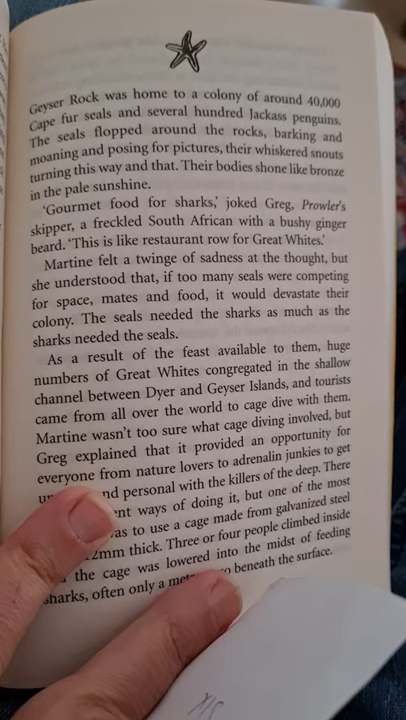 Geyser Rock was home to a colony of around 40,000
Cape fur seals and several hundred Jackass penguins.
The seals flopped around the rocks, barking and
moaning and posing for pictures, their whiskered snouts
turning this way and that. Their bodies shone like bronze
in the pale sunshine.
‘Gourmet food for sharks,’ joked Greg, Prowler’s
skipper, a freckled South African with a bushy ginger
beard. ‘This is like restaurant row for Great Whites.’
Martine felt a twinge of sadness at the thought, but
she understood that, if too many seals were competing
for space, mates and food, it would devastate their
colony. The seals needed the sharks as much as the
sharks needed the seals.
As a result of the feast available to them, huge
numbers of Great Whites congregated in the shallow
channel between Dyer and Geyser Islands, and tourists
came from all over the world to cage dive with them.
Martine wasn’t too sure what cage diving involved, but
Greg explained that it provided an opportunity for
everyone from nature lovers to adrenalin junkies to get
and personal with the killers of the deep. There
ways of doing it, but one of the most
was to use a cage made from galvanized steel
12mm thick. Three or four people climbed inside
the cage was lowered into the midst of feeding
sharks, often only a beneath the surface.